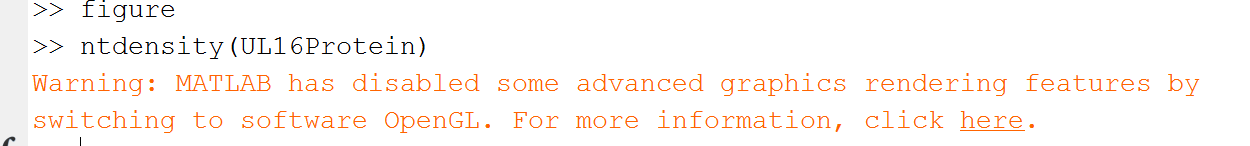 >> figure
>> ntdensity(UL16Protein)
Warning: MATLAB has disabled some advanced graphics rendering features by
switching to software OpenGL. For more information, click here.